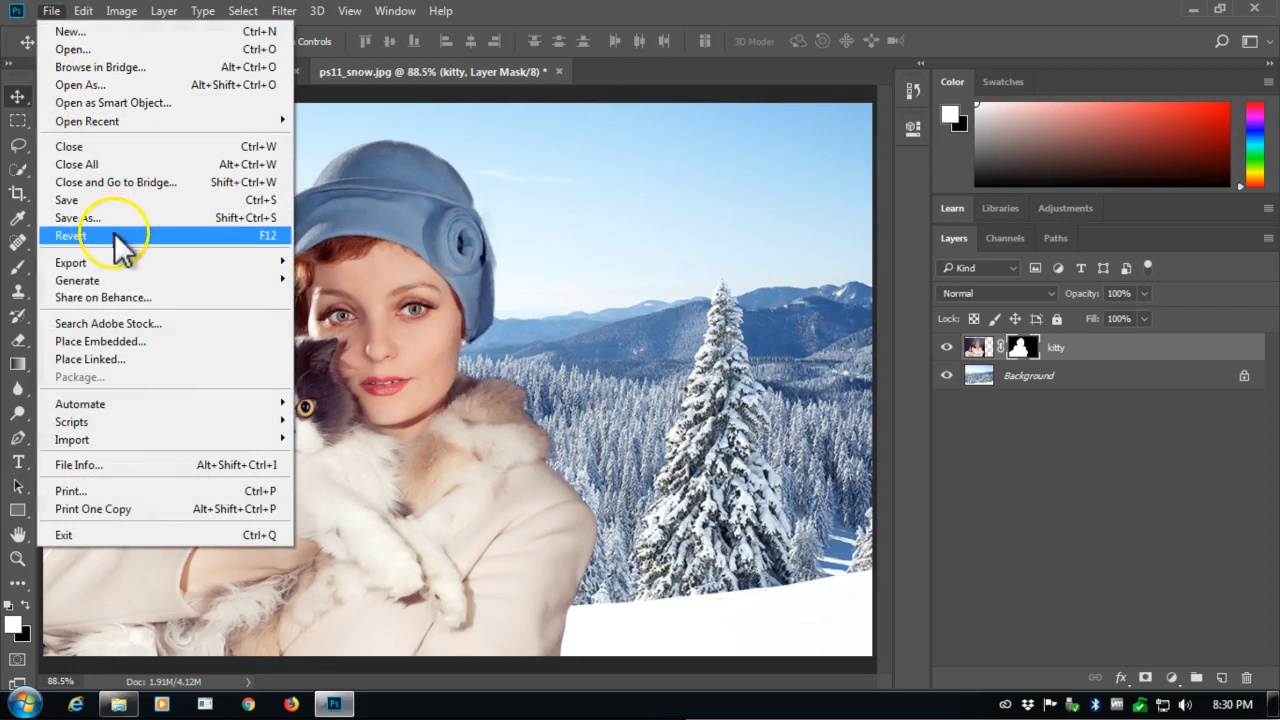 Ps File Edit Image Layer Type Select Filter 3D View Window Help
Controls 3D Mode:
ps11_snow.jpg @ 88.5% (kitty, Layer Mask/8) *
New... Ctrl+N
Open... Ctrl+O
Browse in Bridge... Alt+Ctrl+O
Open As... Alt+Shift+Ctrl+O
Open as Smart Object...
Open Recent
Close Ctrl+W
Close All Alt+Ctrl+W
Close and Go to Bridge... Shift+Ctrl+W
Save Ctrl+S
Save As... Shift+Ctrl+S
Revert F12
Export
Generate
Share on Behance...
Search Adobe Stock...
Place Embedded...
Place Linked...
Package...
Automate
Scripts
Import
File Info... Alt+Shift+Ctrl+I
Print... Ctrl+P
Print One Copy Alt+Shift+Ctrl+P
Exit Ctrl+Q
Color Swatches
Learn Libraries Adjustments
Layers Channels Paths
Kind
Normal Opacity: 100%
Lock: Fill: 100%
kitty
Background
88.5% Doc: 1.91M/4.12M
Ps 8:30 PM